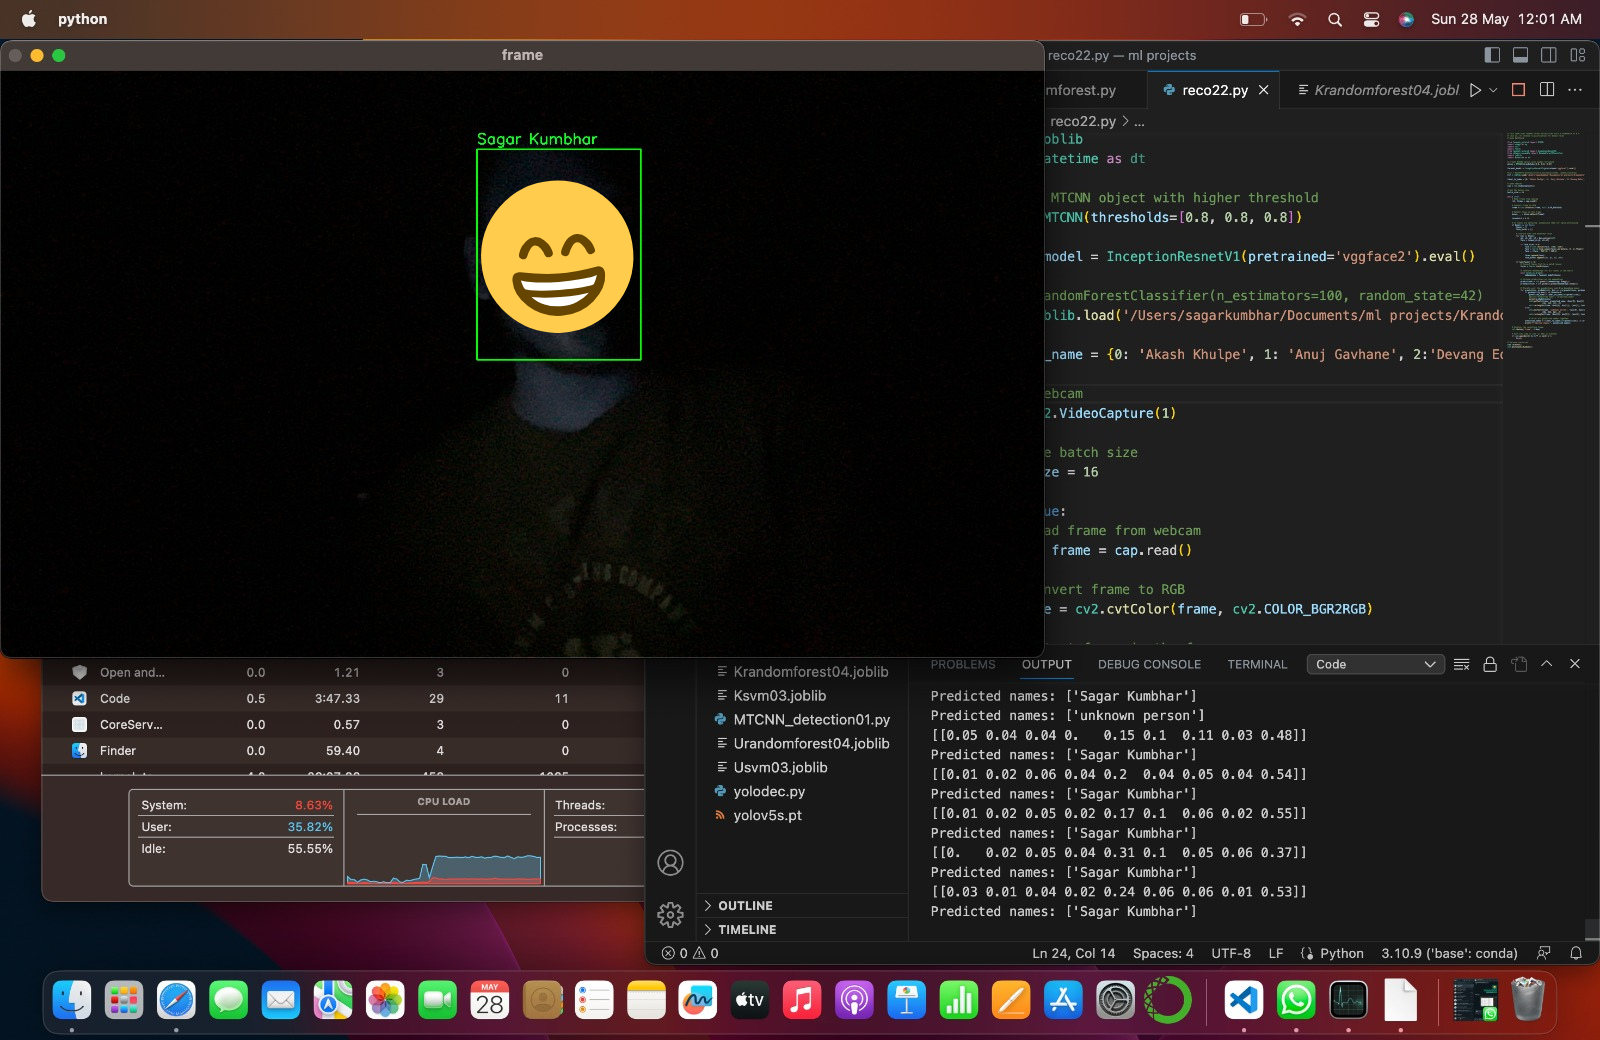 python
Sun 28 May 12:01 AM
frame
Sagar Kumbhar
THE COMPA
reco22.py — ml projects
mforest.py
reco22.py
Krandomforest04.jobl
reco22.py > ...
oblib
atetime as dt
MTCNN object with higher threshold
MTCNN(thresholds=[0.8, 0.8, 0.8])
model = InceptionResnetV1(pretrained='vggface2').eval()
andomForestClassifier(n_estimators=100, random_state=42)
blib.load('/Users/sagarkumbhar/Documents/ml projects/Krando
_name = {0: 'Akash Khulpe', 1: 'Anuj Gavhane', 2:'Devang Ed
ebcam
2.VideoCapture(1)
e batch size
ze = 16
ue:
ad frame from webcam
frame = cap.read()
nvert frame to RGB
e = cv2.cvtColor(frame, cv2.COLOR_BGR2RGB)
Open and... 0.0 1.21 3 0
Code 0.5 3:47.33 29 11
CoreServ... 0.0 0.57 3 0
Finder 0.0 59.40 4 0
System: 8.63%
User: 35.82%
Idle: 55.55%
CPU LOAD
Threads:
Processes:
Krandomforest04.joblib
Ksvm03.joblib
MTCNN_detection01.py
Urandomforest04.joblib
Usvm03.joblib
yolodec.py
yolov5s.pt
OUTLINE
TIMELINE
PROBLEMS OUTPUT DEBUG CONSOLE TERMINAL Code
Predicted names: ['Sagar Kumbhar']
Predicted names: ['unknown person']
[[0.05 0.04 0.04 0. 0.15 0.1 0.11 0.03 0.48]]
Predicted names: ['Sagar Kumbhar']
[[0.01 0.02 0.06 0.04 0.2 0.04 0.05 0.04 0.54]]
Predicted names: ['Sagar Kumbhar']
[[0.01 0.02 0.05 0.02 0.17 0.1 0.06 0.02 0.55]]
Predicted names: ['Sagar Kumbhar']
[[0. 0.02 0.05 0.04 0.31 0.1 0.05 0.06 0.37]]
Predicted names: ['Sagar Kumbhar']
[[0.03 0.01 0.04 0.02 0.24 0.06 0.06 0.01 0.53]]
Predicted names: ['Sagar Kumbhar']
0 0 Ln 24, Col 14 Spaces: 4 UTF-8 LF Python 3.10.9 ('base': conda)
MAY
28
tv